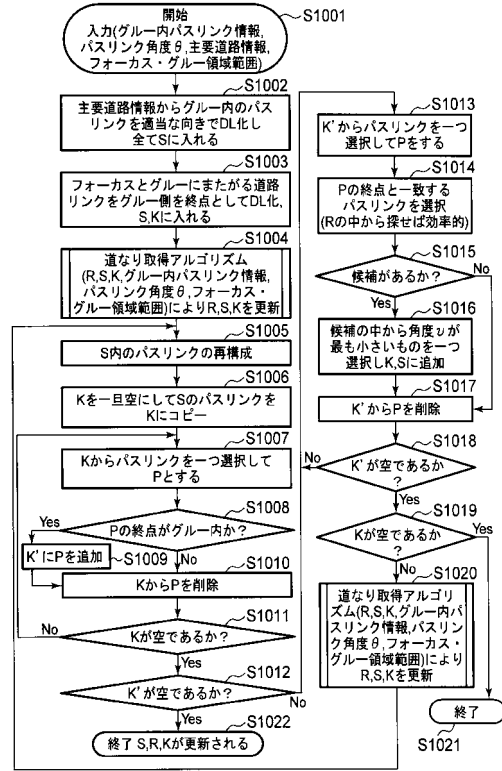 開始
入力(グルー内パスリンク情報,
パスリンク角度θ,主要道路情報,
フォーカス・グルー領域範囲)
S1001
S1002
主要道路情報からグルー内のパス
リンクを適当な向きでDL化し
全てSに入れる
S1003
フォーカスとグルーにまたがる道路
リンクをグルー側を終点としてDL化,
S,Kに入れる
S1004
道なり取得アルゴリズム
(R,S,K,グルー内パスリンク情報,
パスリンク角度θ,フォーカス・
グルー領域範囲)によりR,S,Kを更新
S1005
S内のパスリンクの再構成
S1006
Kを一旦空にしてSのパスリンクを
Kにコピー
S1007
Kからパスリンクを一つ選択して
Pとする
S1008
Pの終点がグルー内か?
Yes
No
K'にPを追加
S1009
S1010
KからPを削除
S1011
Kが空であるか?
No
Yes
S1012
K'が空であるか?
No
Yes
S1022
終了 S,R,Kが更新される
S1013
K'からパスリンクを一つ
選択してPをする
S1014
Pの終点と一致する
パスリンクを選択
(Rの中から探せば効率的)
S1015
候補があるか?
No
Yes
S1016
候補の中から角度νが
最も小さいものを一つ
選択しK,Sに追加
S1017
K'からPを削除
S1018
No
K'が空であるか
?
Yes
S1019
Kが空であるか
?
Yes
No
S1020
道なり取得アルゴリ
ズム(R,S,K,グルー内パス
リンク情報,パスリン
ク角度θ,フォーカス・
グルー領域範囲)により
R,S,Kを更新
終了
S1021